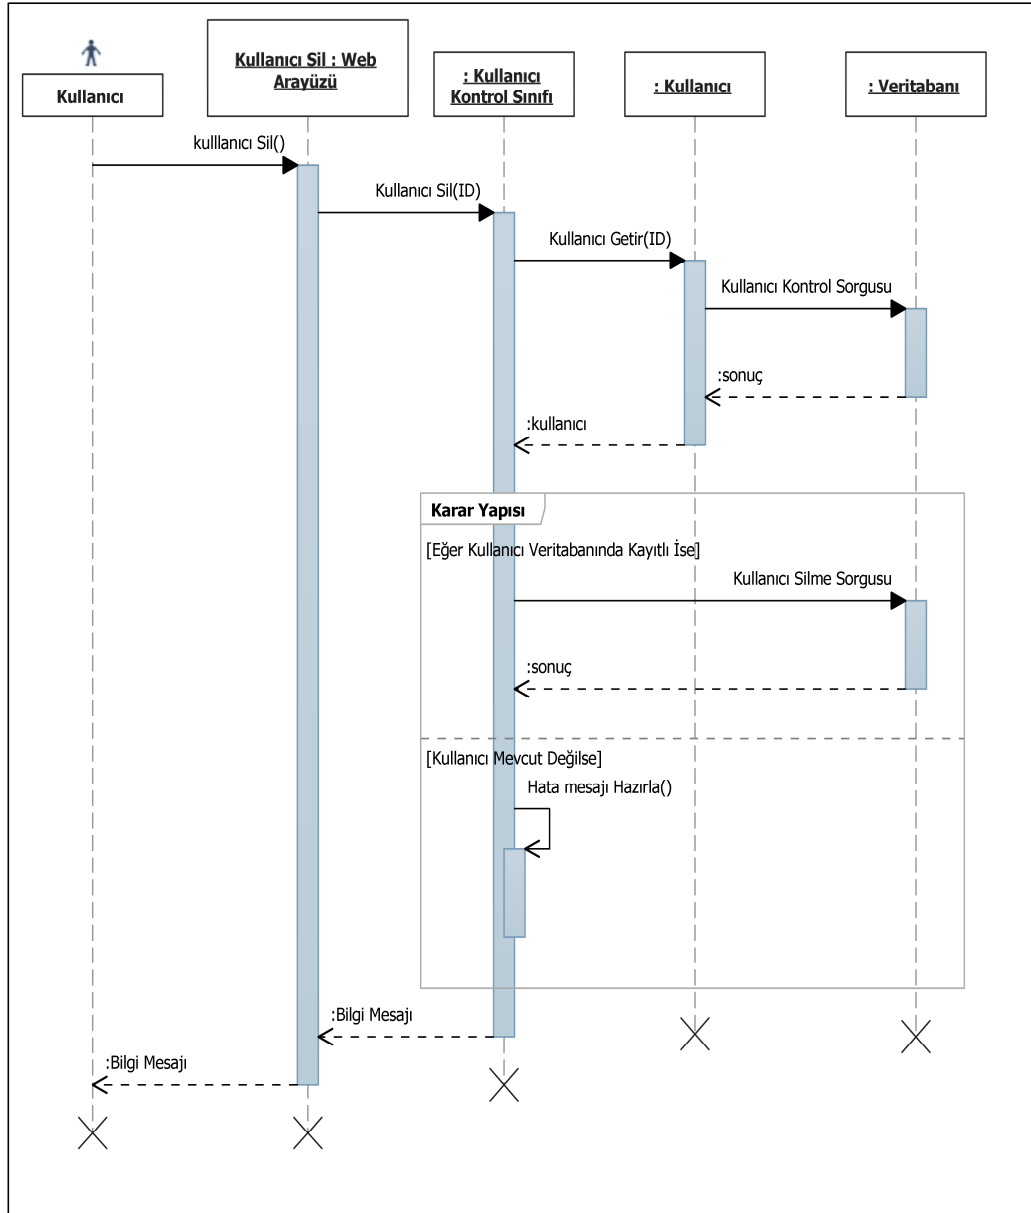 Kullanıcı
Kullanıcı Sil : Web
Arayüzü
: Kullanıcı
Kontrol Sınıfı
: Kullanıcı
: Veritabanı
kulllanıcı Sil()
Kullanıcı Sil(ID)
Kullanıcı Getir(ID)
Kullanıcı Kontrol Sorgusu
:sonuç
:kullanıcı
Karar Yapısı
[Eğer Kullanıcı Veritabanında Kayıtlı İse]
Kullanıcı Silme Sorgusu
:sonuç
[Kullanıcı Mevcut Değilse]
Hata mesajı Hazırla()
:Bilgi Mesajı
:Bilgi Mesajı